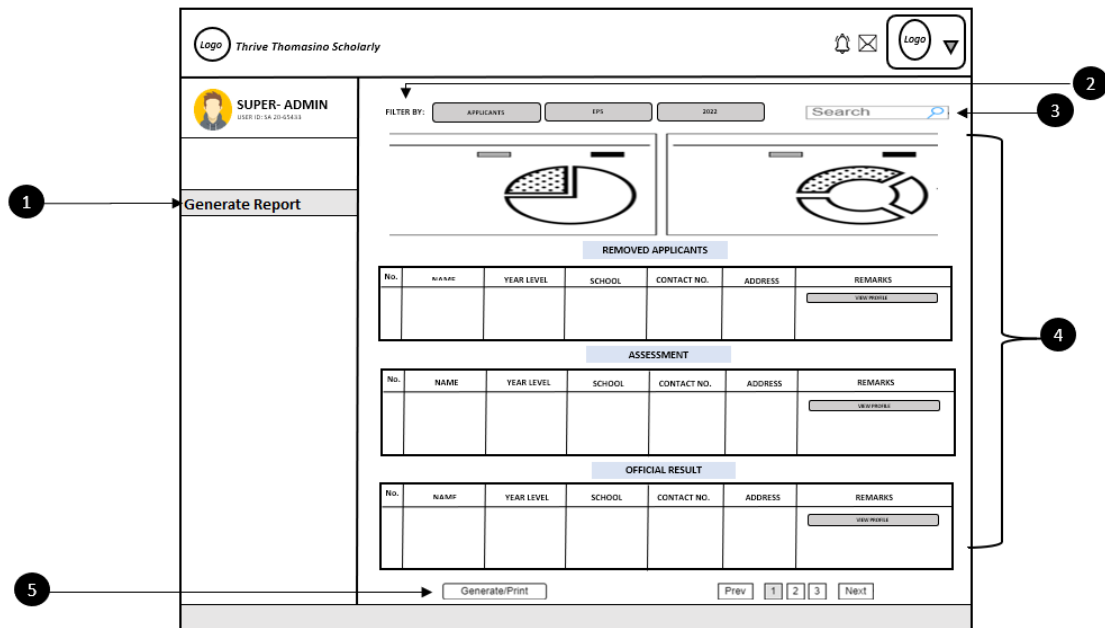 Logo
Thrive Thomasino Scholarly
Logo
SUPER- ADMIN
USER ID: SA 20-65433
2
FILTER BY:
APPLICANTS
EPS
2022
Search
3
1
Generate Report
REMOVED APPLICANTS
No.
NAME
YEAR LEVEL
SCHOOL
CONTACT NO.
ADDRESS
REMARKS
VIEW PROFILE
4
ASSESSMENT
No.
NAME
YEAR LEVEL
SCHOOL
CONTACT NO.
ADDRESS
REMARKS
VIEW PROFILE
OFFICIAL RESULT
No.
NAME
YEAR LEVEL
SCHOOL
CONTACT NO.
ADDRESS
REMARKS
VIEW PROFILE
5
Generate/Print
Prev
1
2
3
Next